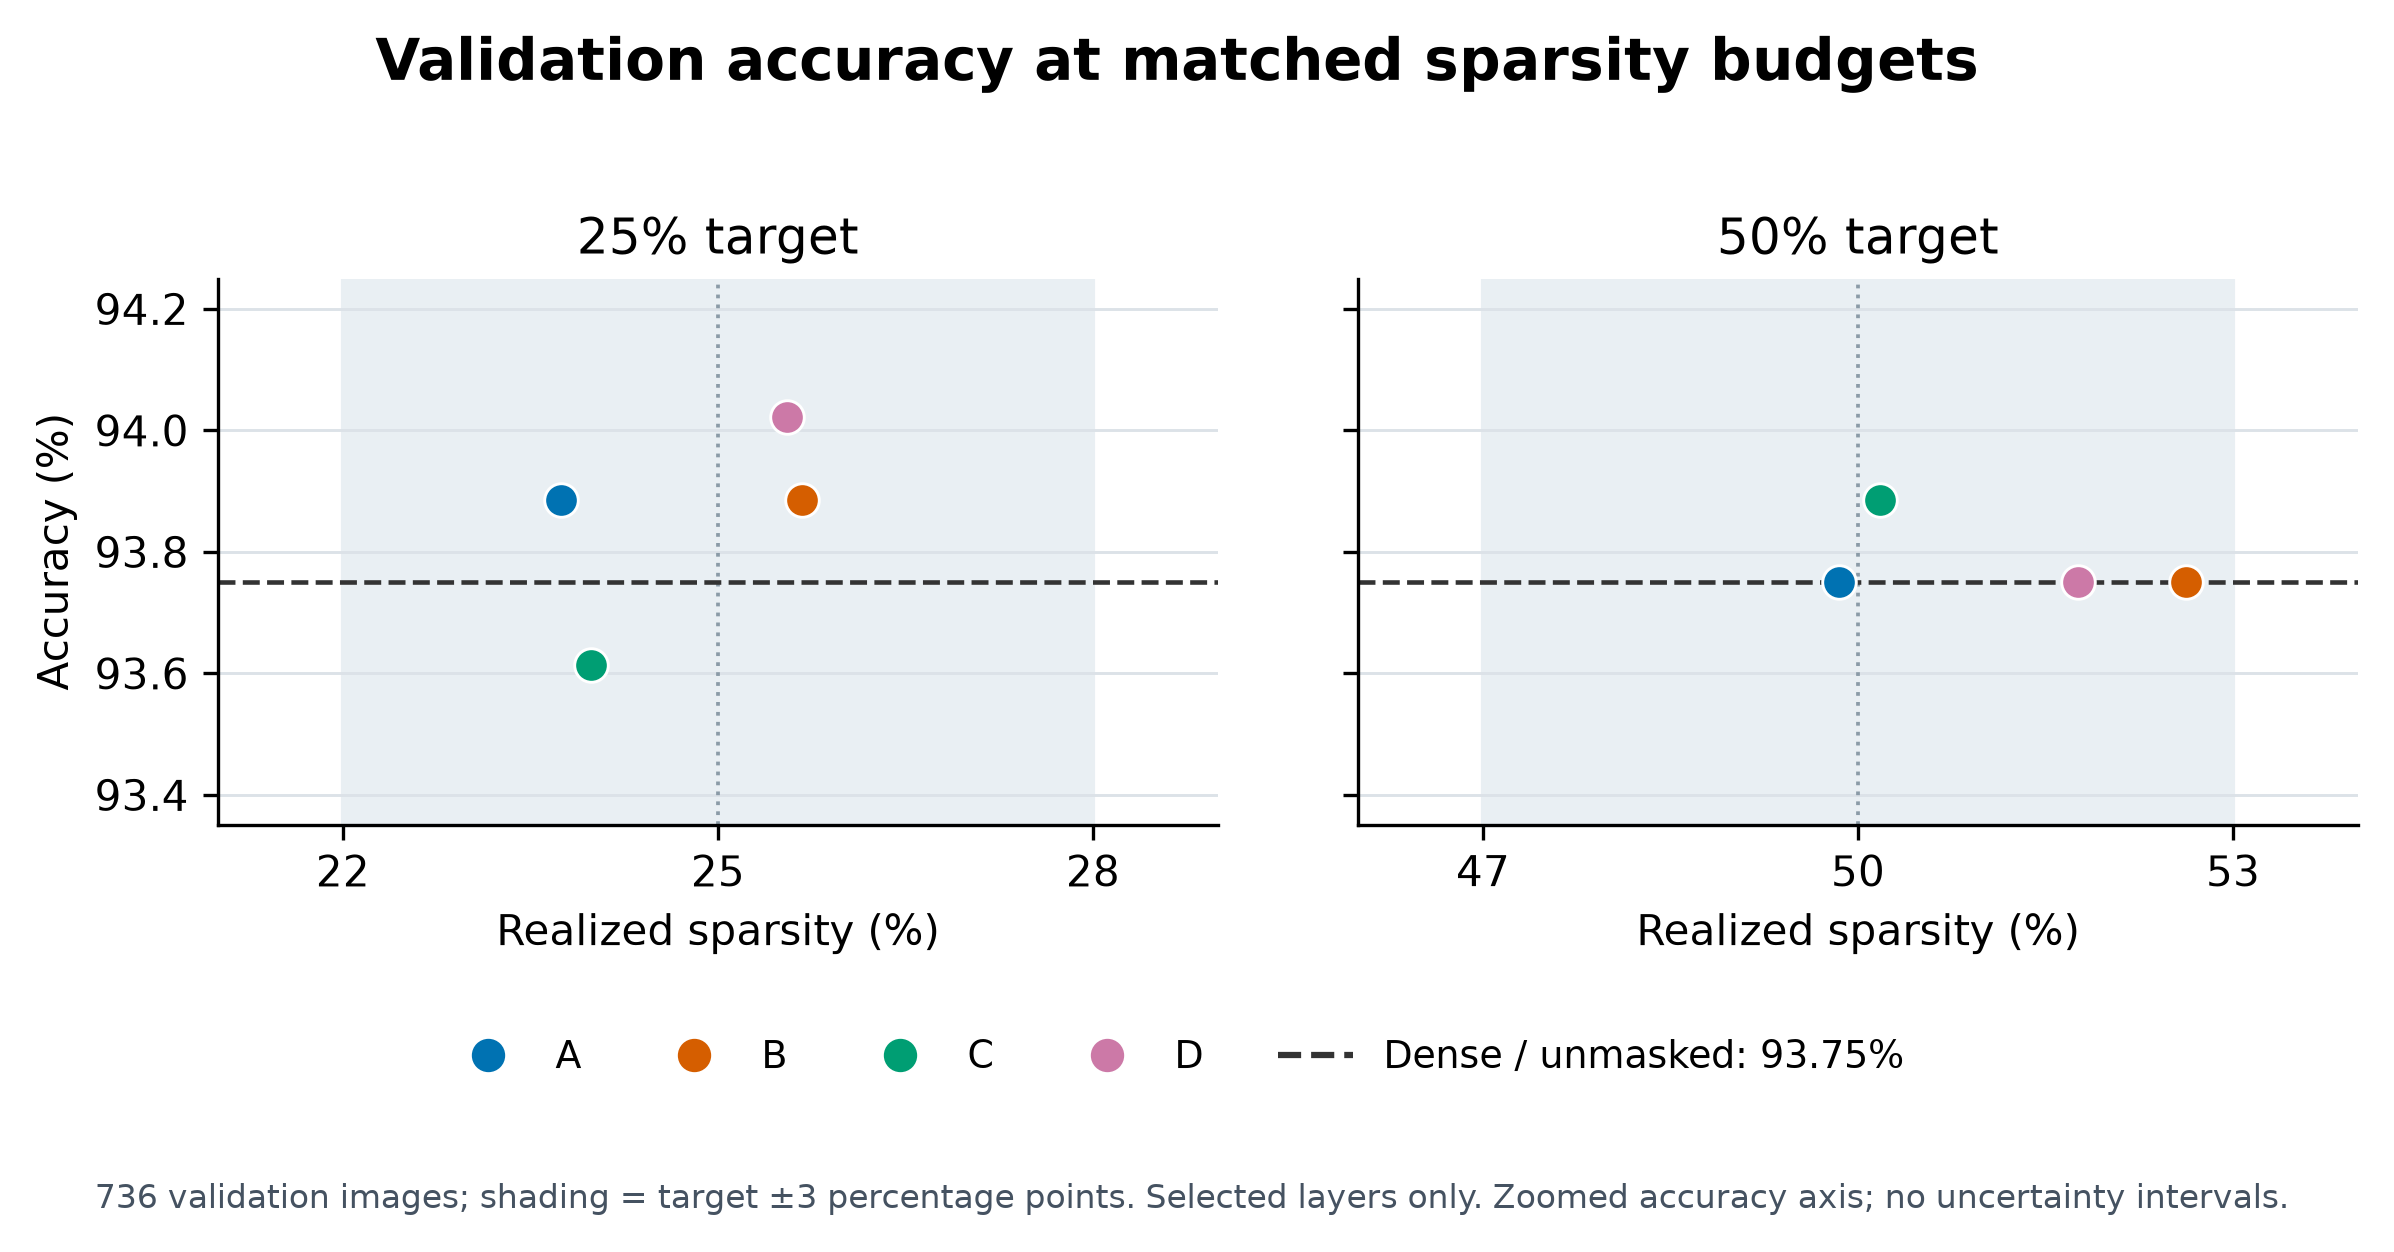 Validation accuracy at matched sparsity budgets
25% target
50% target
Accuracy (%)
94.2
94.0
93.8
93.6
93.4
22 25 28
47 50 53
Realized sparsity (%)
Realized sparsity (%)
A B C D Dense / unmasked: 93.75%
736 validation images; shading = target ±3 percentage points. Selected layers only. Zoomed accuracy axis; no uncertainty intervals.